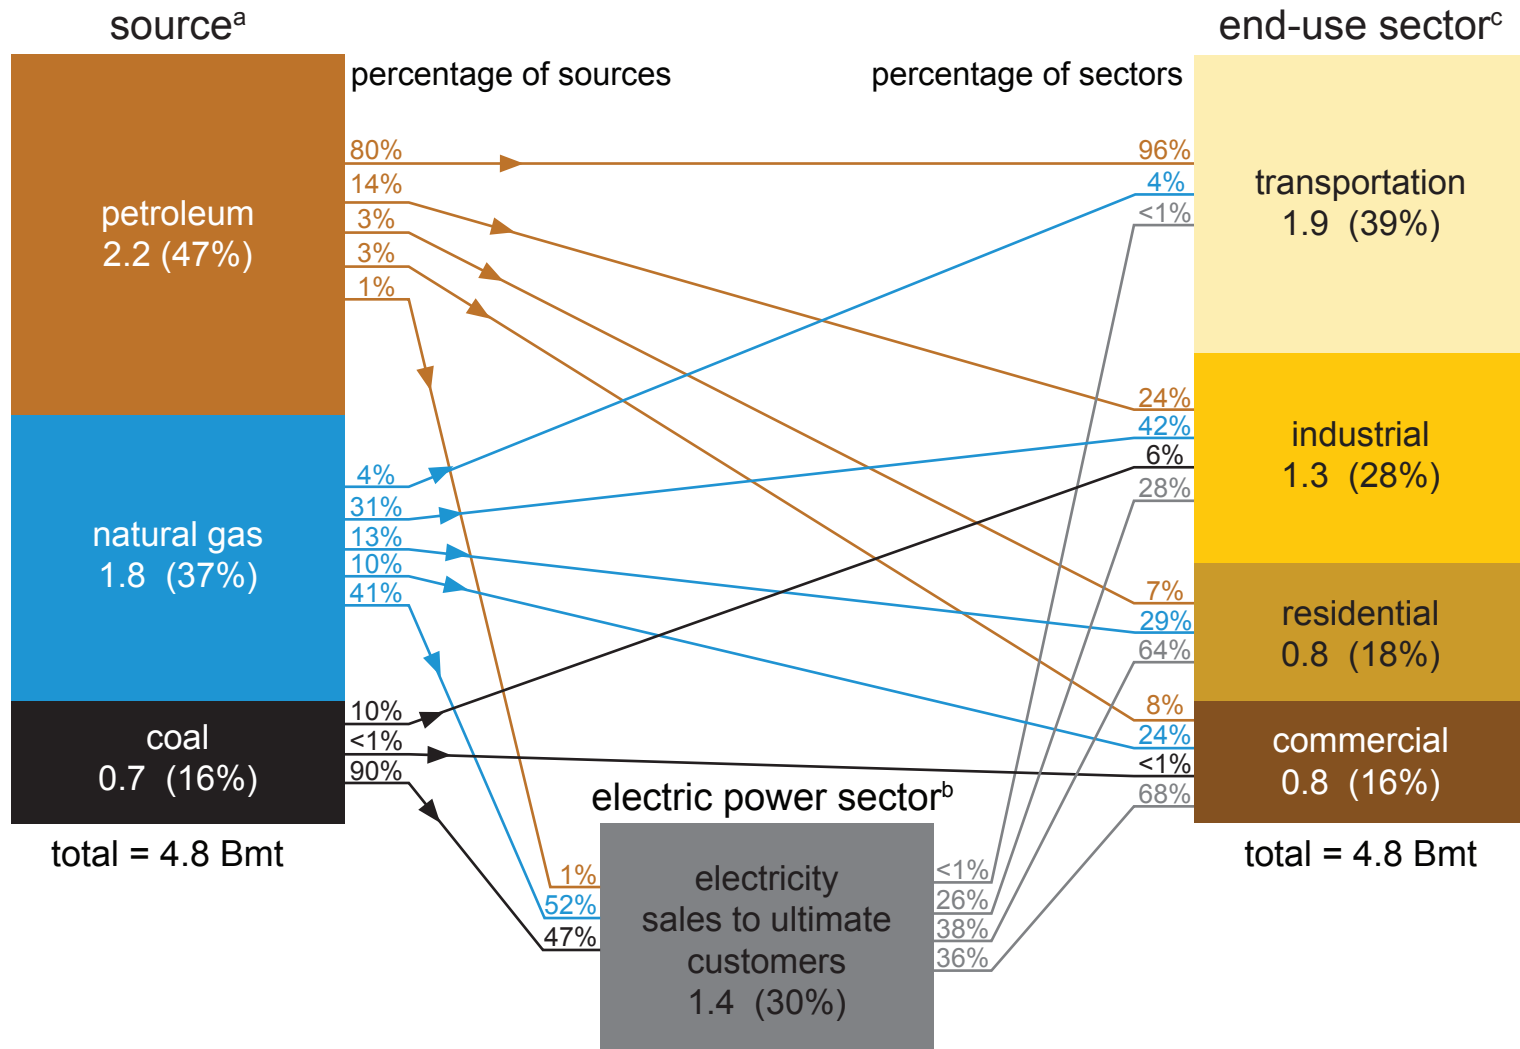 sourceᵃ
end-use sectorᶜ
percentage of sources
percentage of sectors
petroleum
2.2 (47%)
80%
14%
3%
3%
1%
natural gas
1.8 (37%)
4%
31%
13%
10%
41%
coal
0.7 (16%)
10%
<1%
90%
total = 4.8 Bmt
electric power sectorᵇ
1%
52%
47%
electricity
sales to ultimate
customers
1.4 (30%)
<1%
26%
38%
36%
96%
4%
<1%
transportation
1.9 (39%)
24%
42%
6%
28%
industrial
1.3 (28%)
7%
29%
64%
residential
0.8 (18%)
8%
24%
<1%
68%
commercial
0.8 (16%)
total = 4.8 Bmt